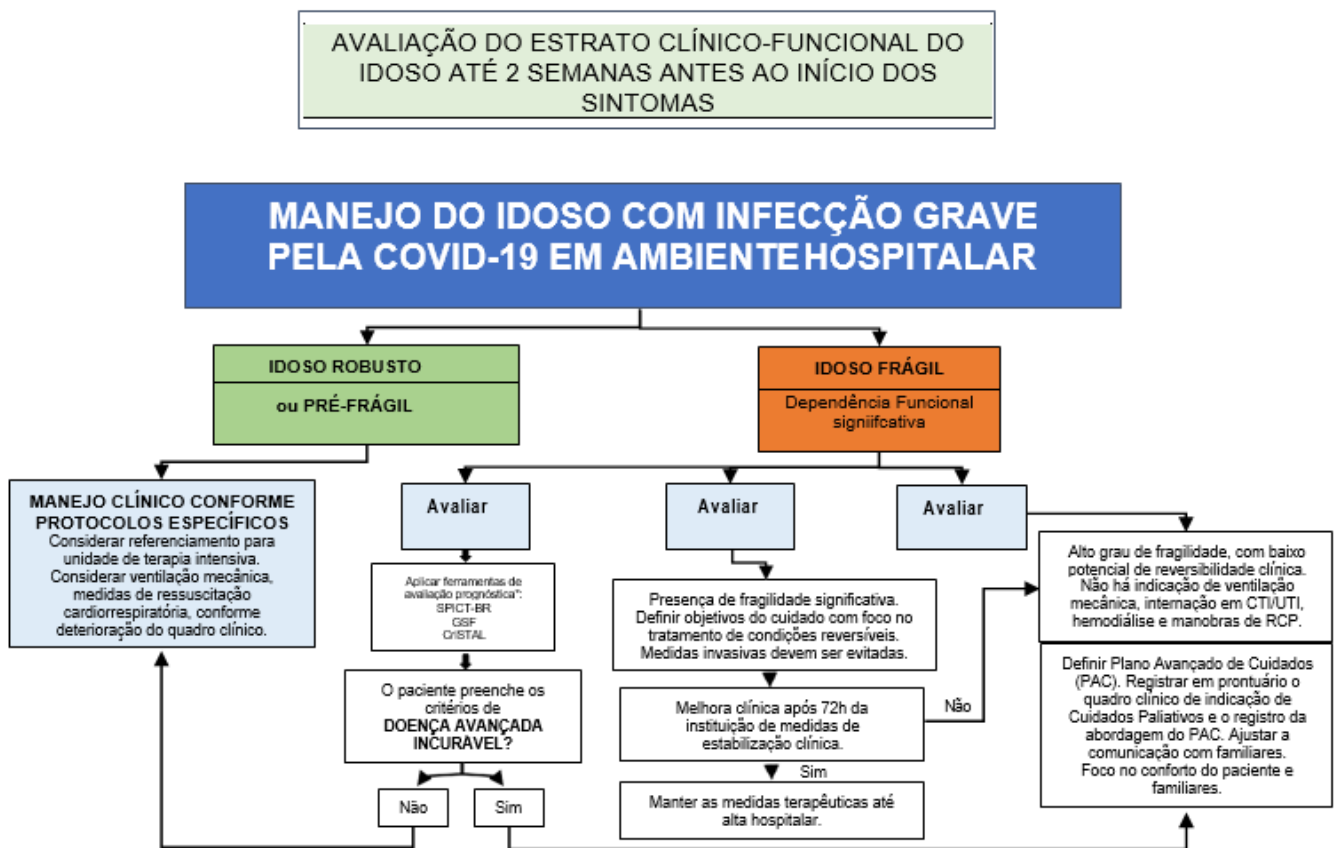 AVALIAÇÃO DO ESTRATO CLÍNICO-FUNCIONAL DO
IDOSO ATÉ 2 SEMANAS ANTES AO INÍCIO DOS
SINTOMAS
MANEJO DO IDOSO COM INFECÇÃO GRAVE
PELA COVID-19 EM AMBIENTE HOSPITALAR
IDOSO ROBUSTO
ou PRÉ-FRÁGIL
IDOSO FRÁGIL
Dependência Funcional
signiifcativa
MANEJO CLÍNICO CONFORME
PROTOCOLOS ESPECÍFICOS
Considerar referenciamento para
unidade de terapia intensiva.
Considerar ventilação mecânica,
medidas de ressuscitação
cardiorrespiratória, conforme
deterioração do quadro clínico.
Avaliar
Aplicar ferramentas de
avaliação prognóstica":
SPICT-BR
GSF
CriSTAL
O paciente preenche os
critérios de
DOENÇA AVANÇADA
INCURÁVEL?
Não
Sim
Avaliar
Presença de fragilidade significativa.
Definir objetivos do cuidado com foco no
tratamento de condições reversíveis.
Medidas invasivas devem ser evitadas.
Melhora clínica após 72h da
instituição de medidas de
estabilização clínica.
Não
Sim
Manter as medidas terapêuticas até
alta hospitalar.
Avaliar
Alto grau de fragilidade, com baixo
potencial de reversibilidade clínica.
Não há indicação de ventilação
mecânica, internação em CTI/UTI,
hemodiálise e manobras de RCP.
Definir Plano Avançado de Cuidados
(PAC). Registrar em prontuário o
quadro clínico de indicação de
Cuidados Paliativos e o registro da
abordagem do PAC. Ajustar a
comunicação com familiares.
Foco no conforto do paciente e
familiares.